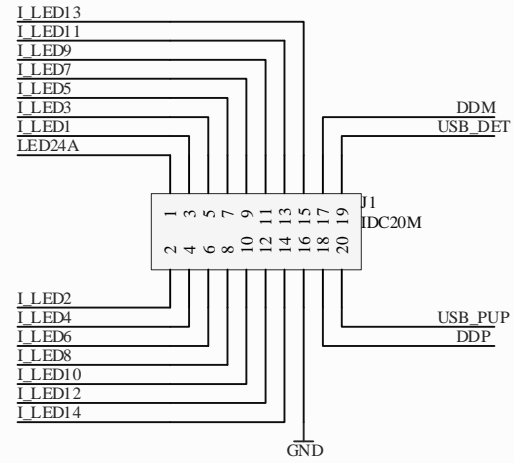 I_LED13
I_LED11
I_LED9
I_LED7
I_LED5
I_LED3
I_LED1
LED24A
DDM
USB_DET
J1
IDC20M
1 3 5 7 9 11 13 15 17 19
2 4 6 8 10 12 14 16 18 20
I_LED2
I_LED4
I_LED6
I_LED8
I_LED10
I_LED12
I_LED14
USB_PUP
DDP
GND